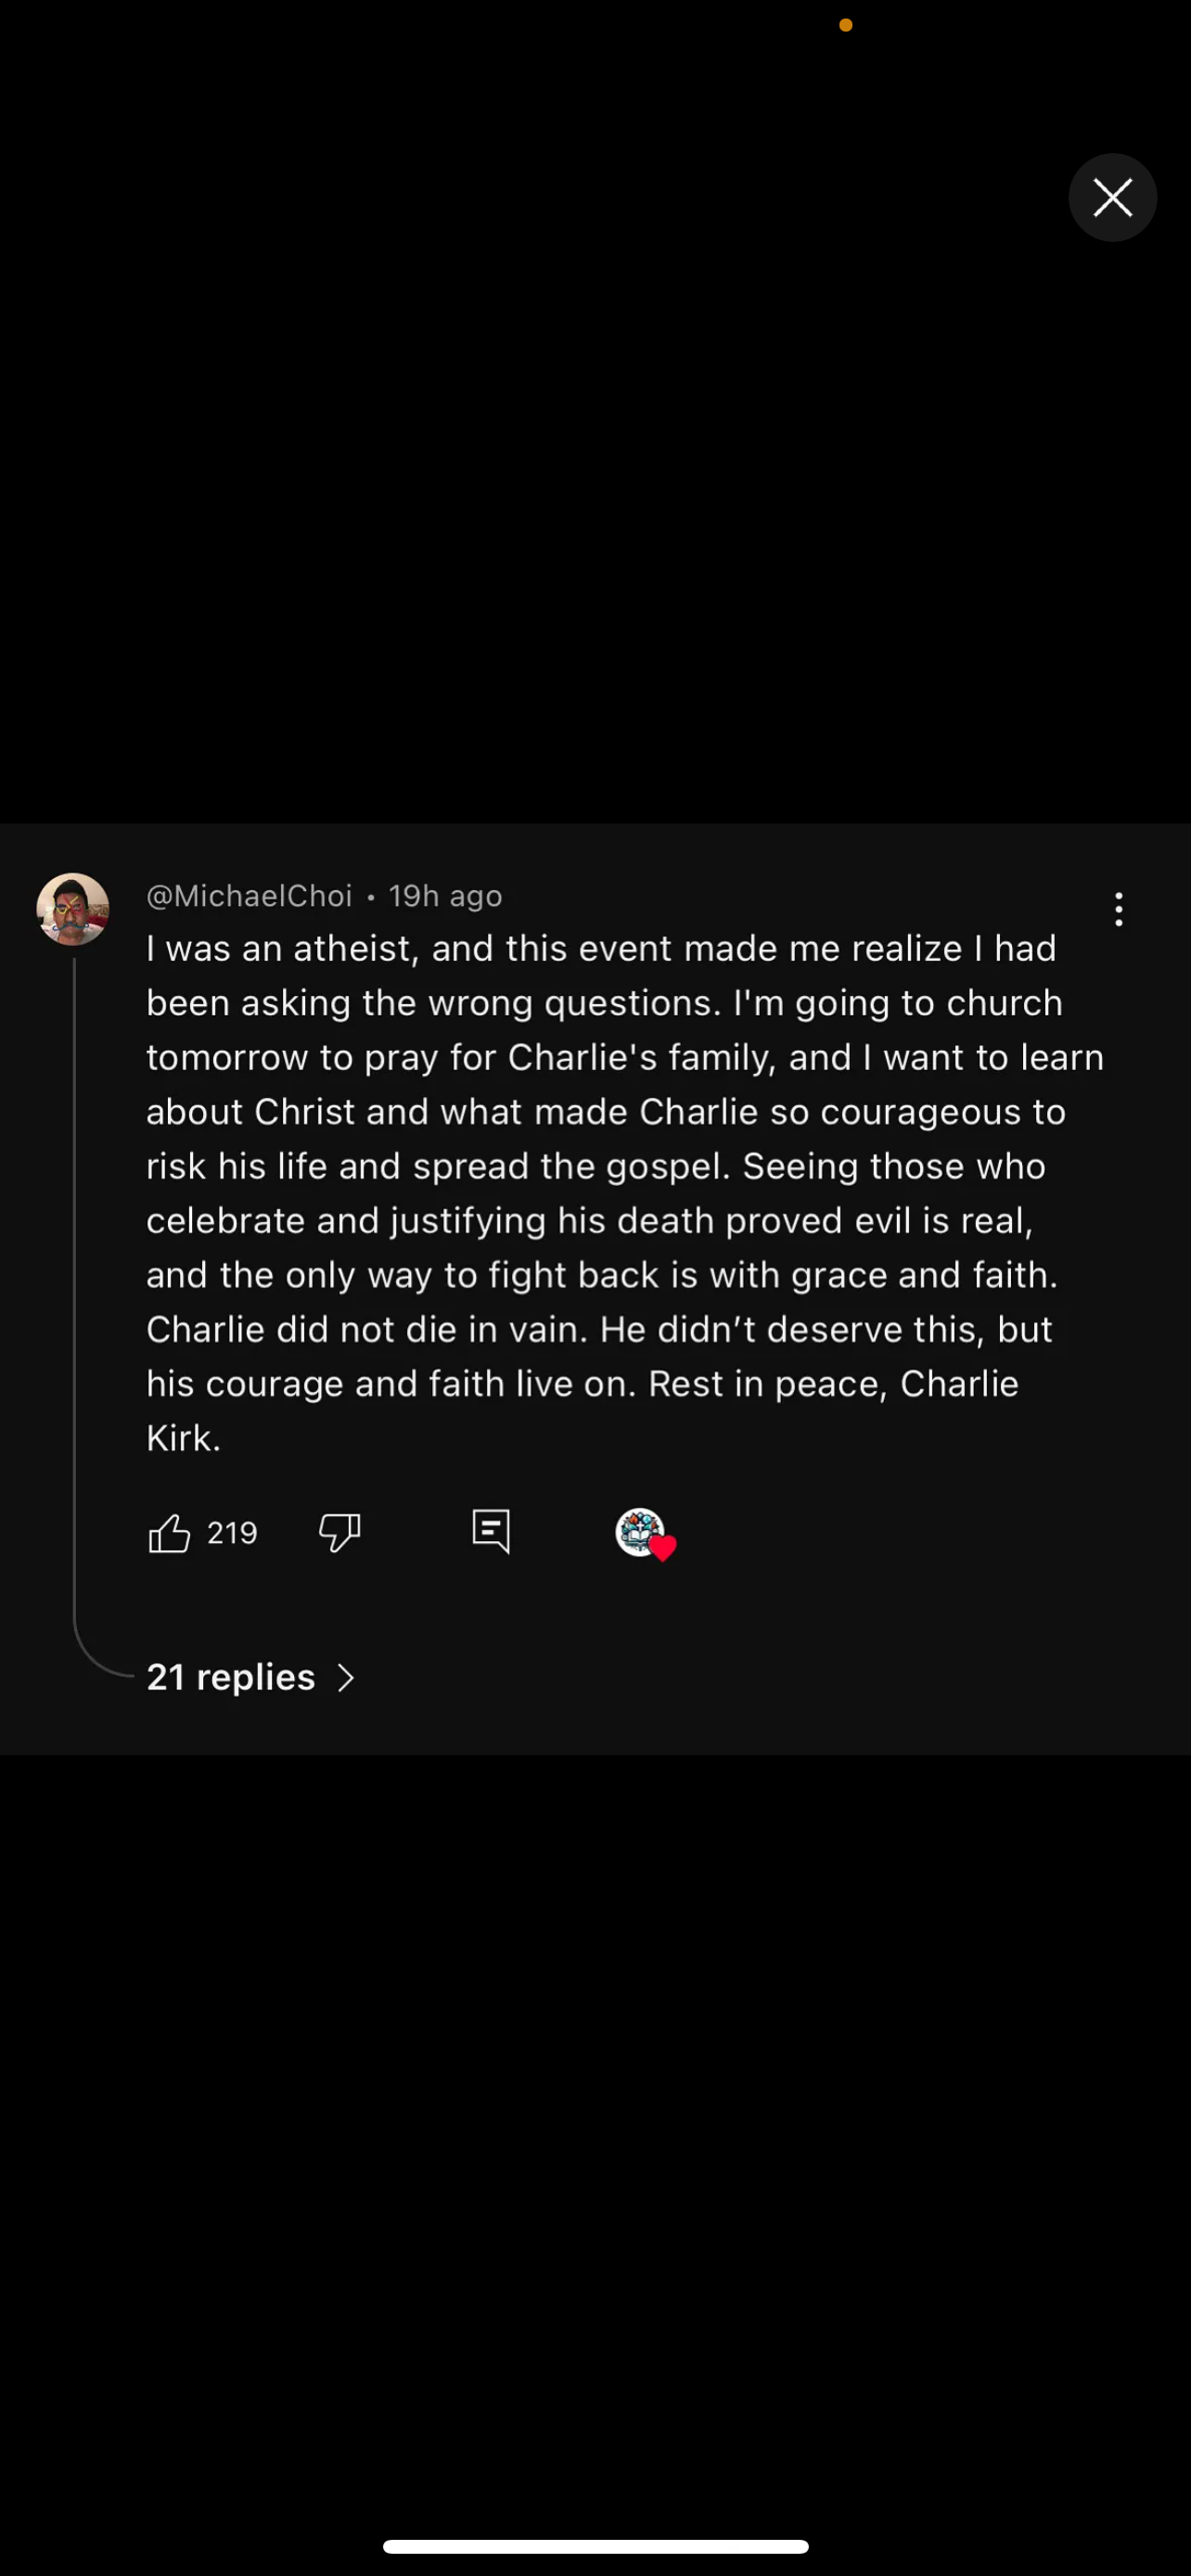 @MichaelChoi • 19h ago
I was an atheist, and this event made me realize I had
been asking the wrong questions. I'm going to church
tomorrow to pray for Charlie's family, and I want to learn
about Christ and what made Charlie so courageous to
risk his life and spread the gospel. Seeing those who
celebrate and justifying his death proved evil is real,
and the only way to fight back is with grace and faith.
Charlie did not die in vain. He didn’t deserve this, but
his courage and faith live on. Rest in peace, Charlie
Kirk.
219
21 replies